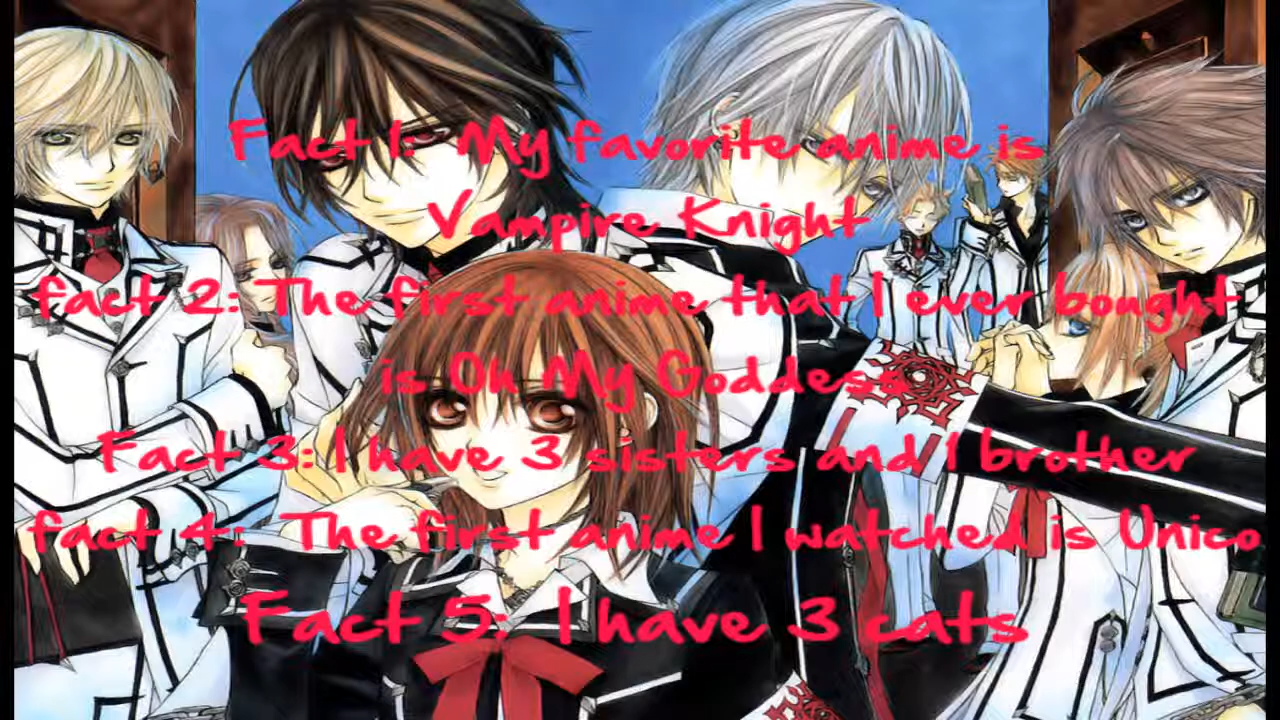 Fact 1: My favorite anime is
Vampire Knight
fact 2: The first anime that I ever bought
is Oh My Goddess
Fact 3: I have 3 sisters and 1 brother
fact 4: The first anime I watched is Unico
Fact 5: I have 3 cats